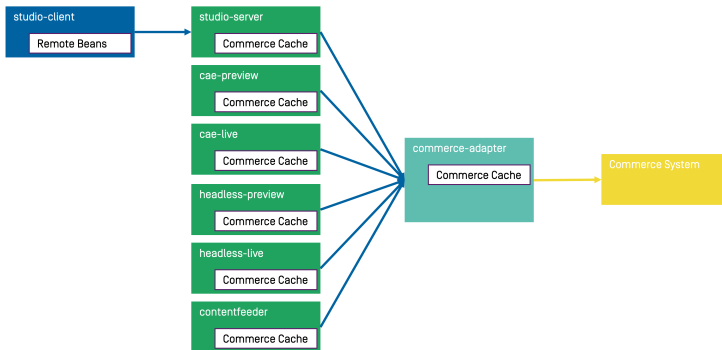 studio-client
Remote Beans
studio-server
Commerce Cache
cae-preview
Commerce Cache
cae-live
Commerce Cache
headless-preview
Commerce Cache
headless-live
Commerce Cache
contentfeeder
Commerce Cache
commerce-adapter
Commerce Cache
Commerce System